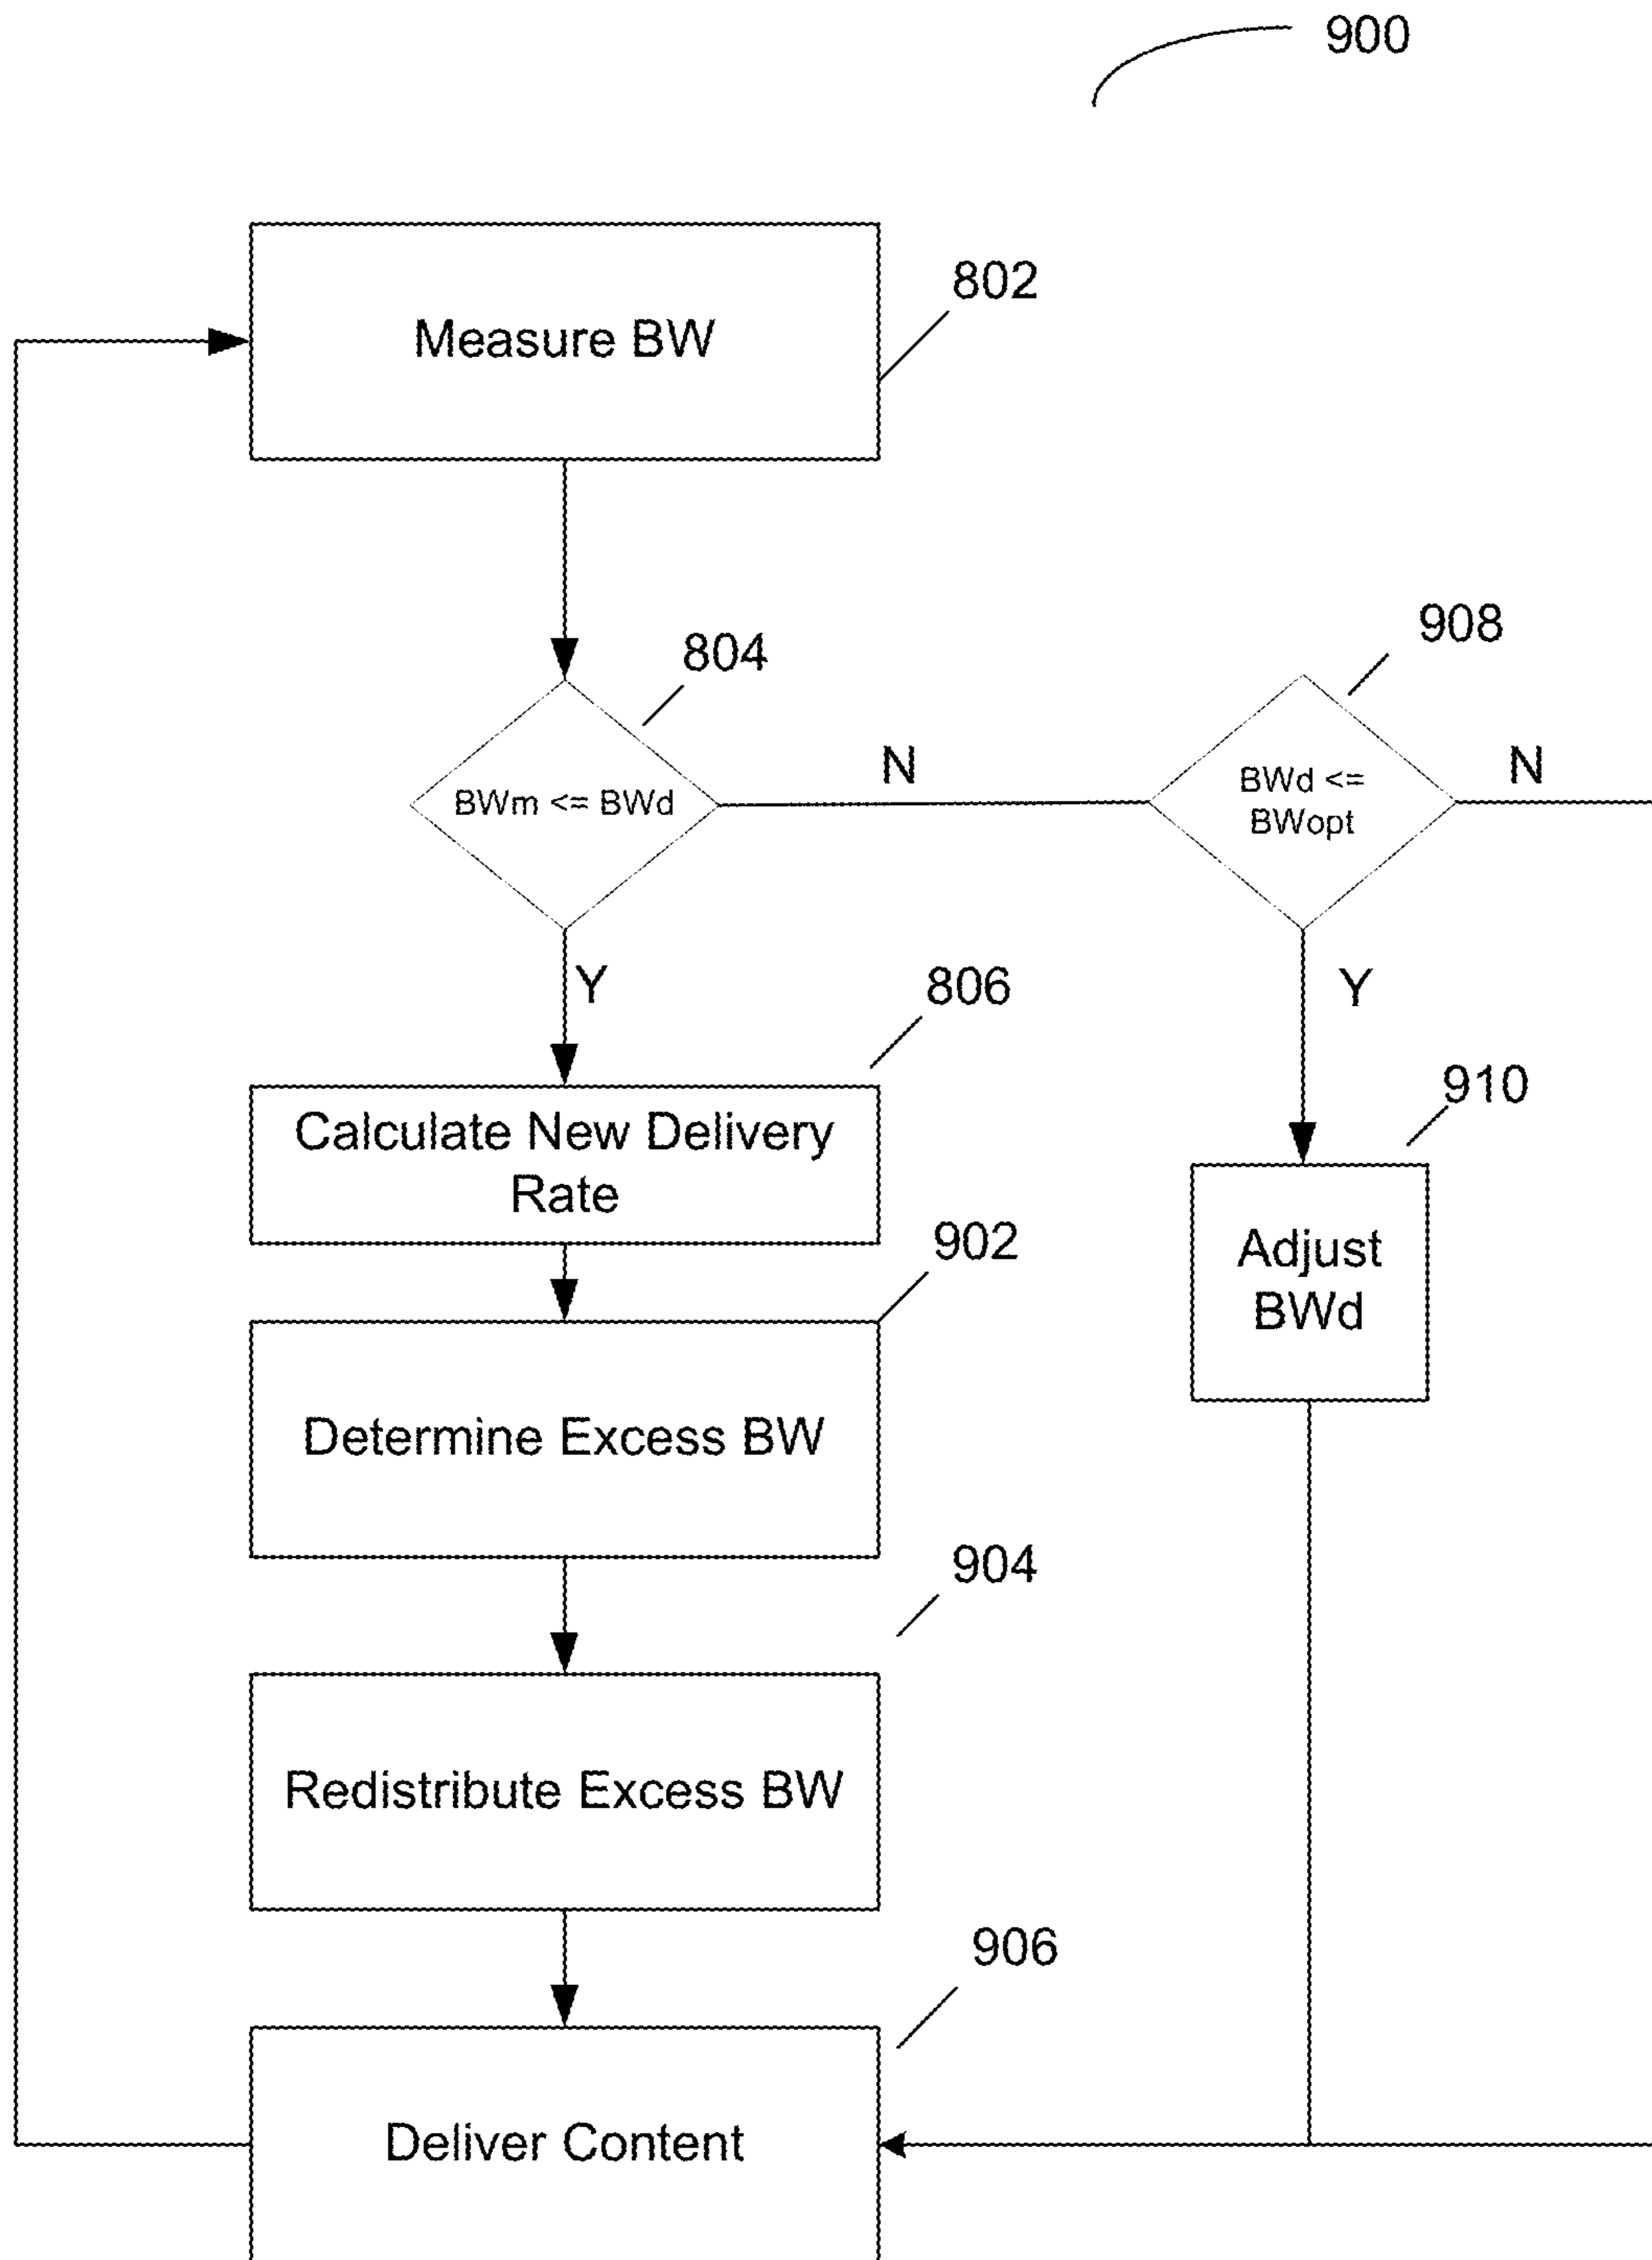 900
Measure BW
802
804
BWm <= BWd
N
908
BWd <=
BWopt
N
Y
806
Calculate New Delivery
Rate
Y
910
Adjust
BWd
902
Determine Excess BW
904
Redistribute Excess BW
906
Deliver Content